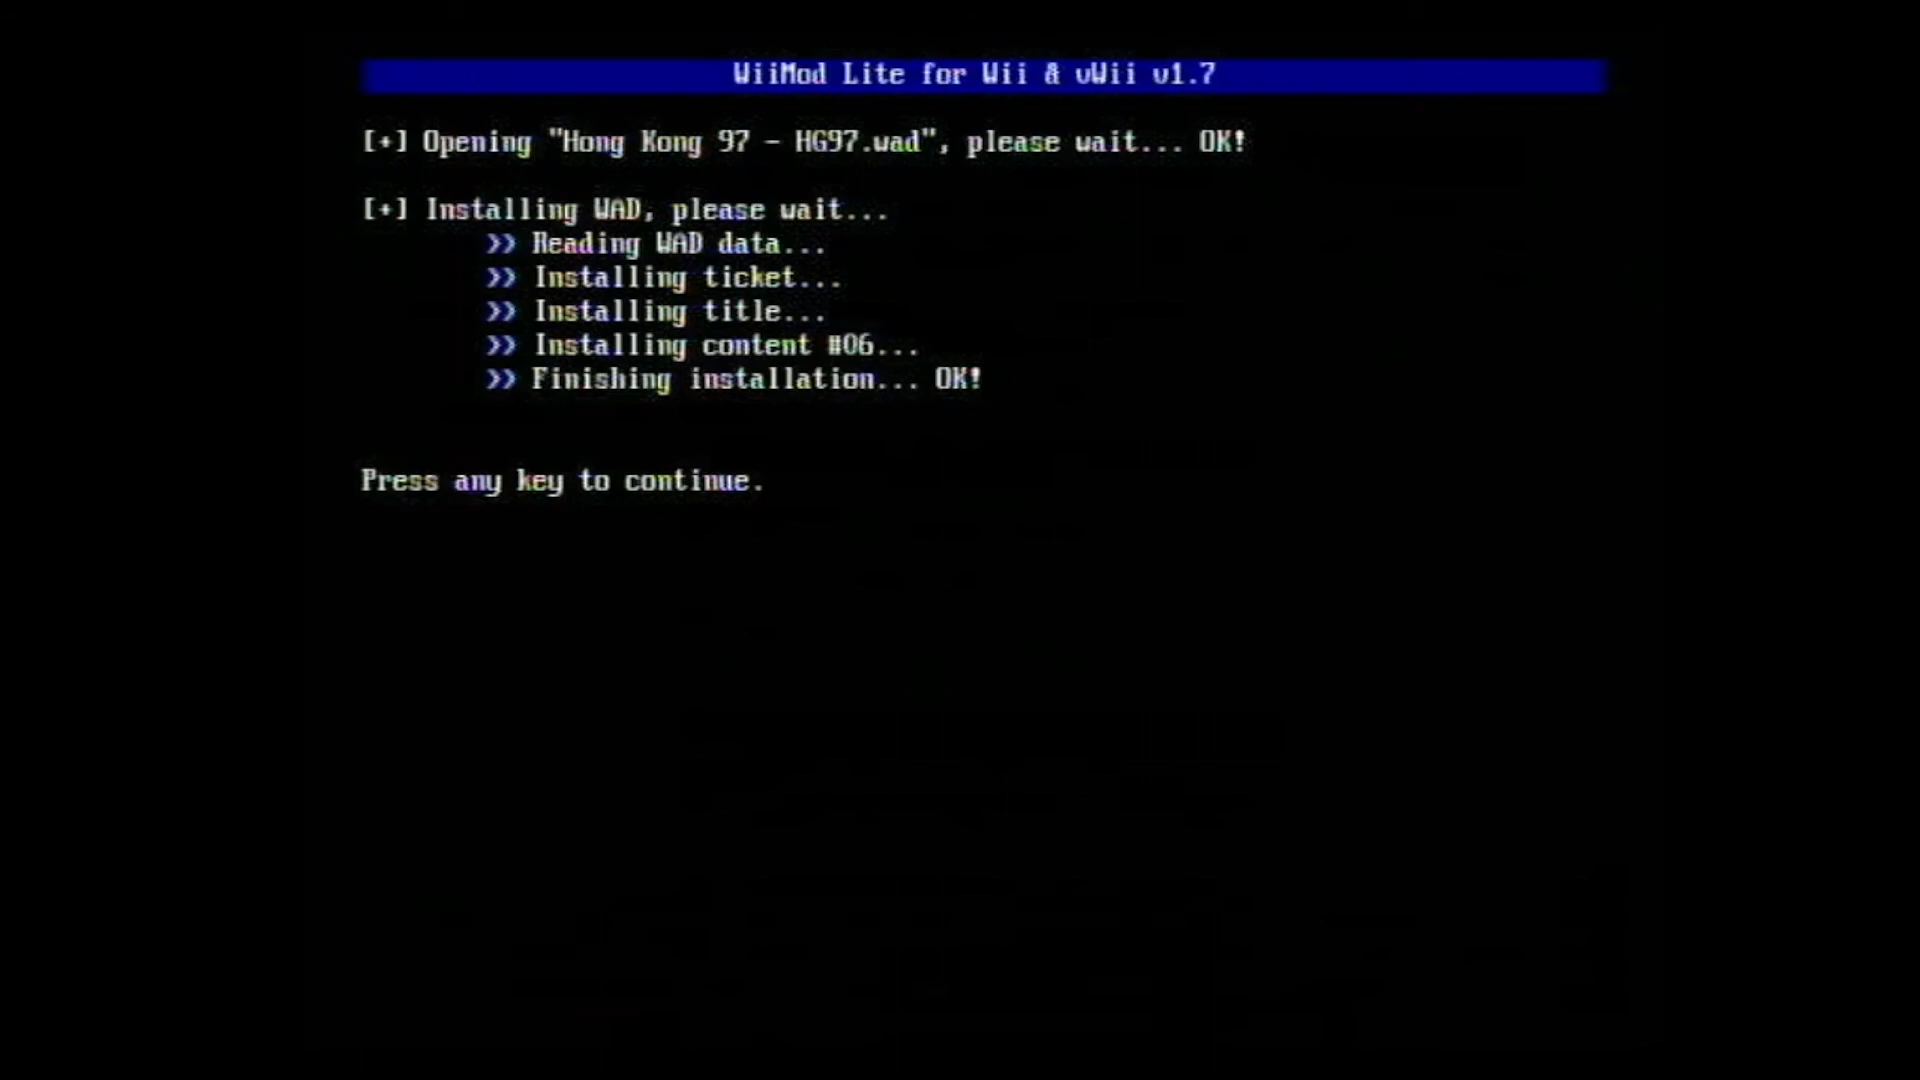 WiiMod Lite for Wii & vWii v1.7
[+] Opening "Hong Kong 97 - HG97.wad", please wait... OK!
[+] Installing WAD, please wait...
>> Reading WAD data...
>> Installing ticket...
>> Installing title...
>> Installing content #06...
>> Finishing installation... OK!
Press any key to continue.